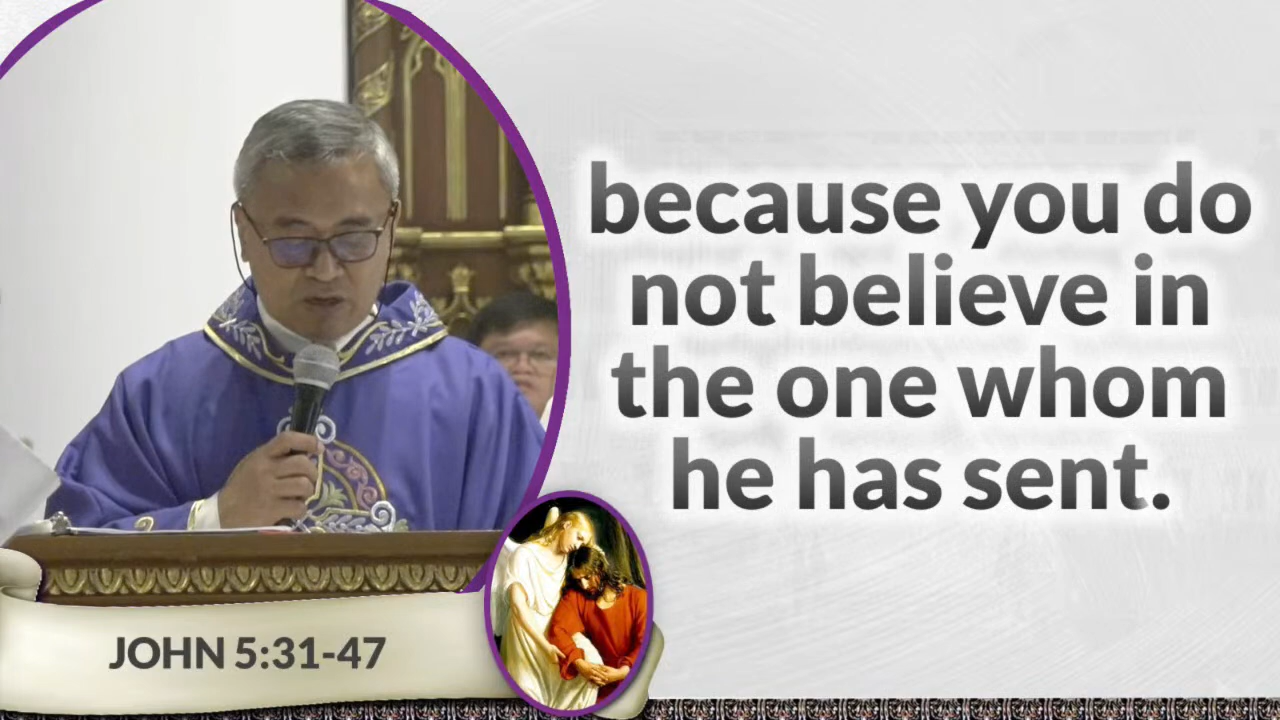 because you do
not believe in
the one whom
he has sent.
JOHN 5:31-47